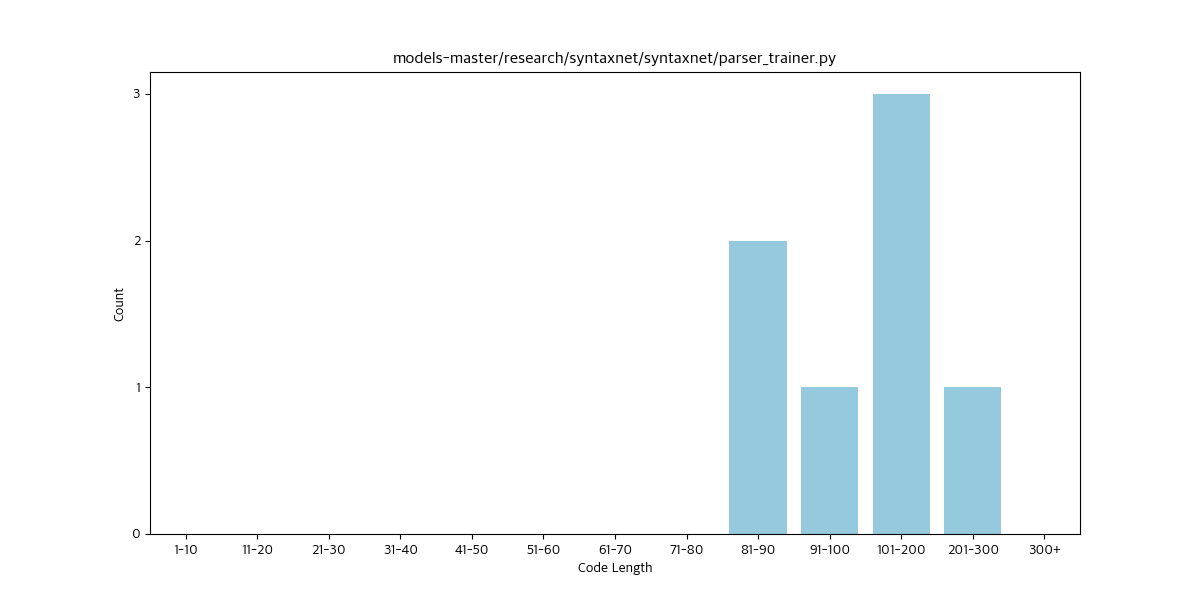 models-master/research/syntaxnet/syntaxnet/parser_trainer.py
Count
3
2
1
0
1-10 11-20 21-30 31-40 41-50 51-60 61-70 71-80 81-90 91-100 101-200 201-300 300+
Code Length